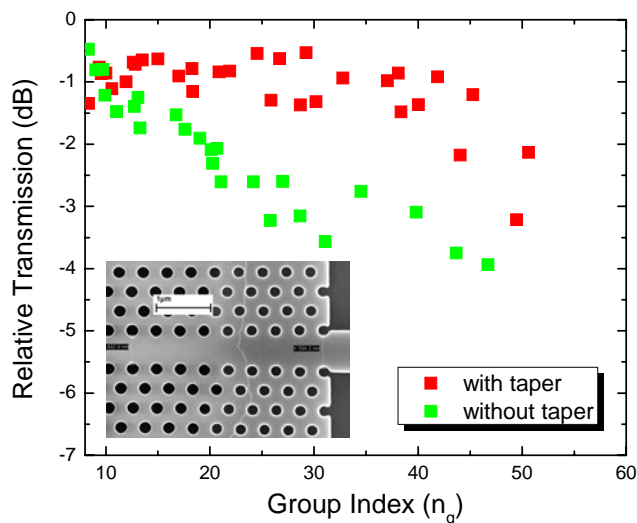 0
-1
-2
-3
-4
-5
-6
-7
Relative Transmission (dB)
1µm
with taper
without taper
10 20 30 40 50 60
Group Index (n_g)